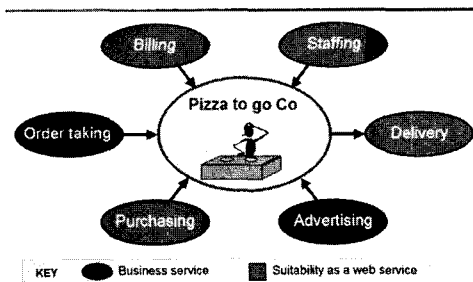 Billing
Staffing
Pizza to go Co
Order taking
Delivery
Purchasing
Advertising
KEY
Business service
Suitability as a web service